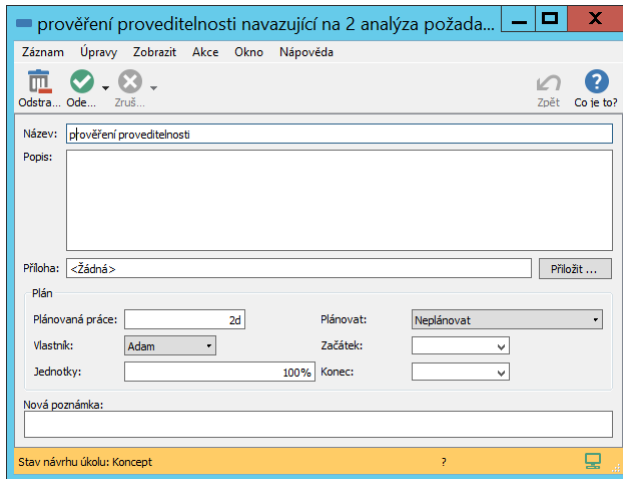 prověření proveditelnosti navazující na 2 analýza požada...
Záznam Úpravy Zobrazit Akce Okno Nápověda
Odstra... Ode... Zruš... Zpět Co je to?
Název: prověření proveditelnosti
Popis:
Příloha: <Žádná> Přiložit ...
Plán
Plánovaná práce: 2d Plánovat: Neplánovat
Vlastník: Adam Začátek:
Jednotky: 100% Konec:
Nová poznámka:
Stav návrhu úkolu: Koncept ?